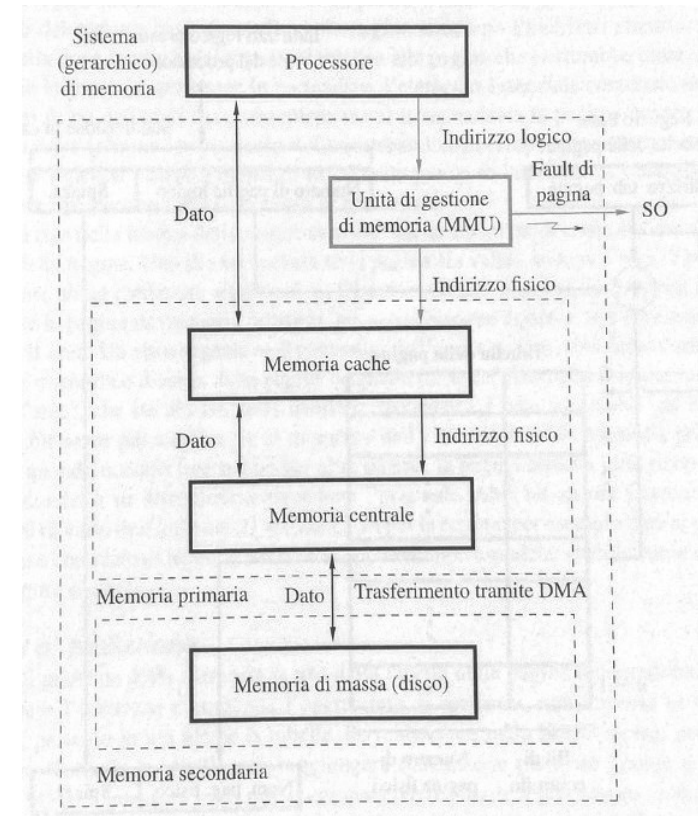 Sistema
(gerarchico)
di memoria
Processore
Indirizzo logico
Fault di
pagina
Dato
Unità di gestione
di memoria (MMU)
SO
Indirizzo fisico
Memoria cache
Dato
Indirizzo fisico
Memoria centrale
Memoria primaria
Dato
Trasferimento tramite DMA
Memoria di massa (disco)
Memoria secondaria